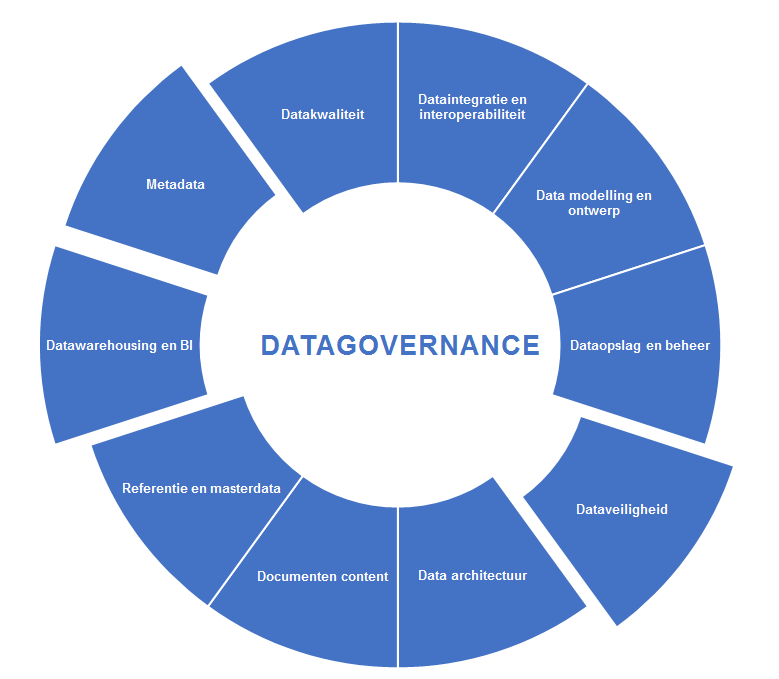 Datakwaliteit
Dataintegratie en
interoperabiliteit
Metadata
Data modelling en
ontwerp
Datawarehousing en BI
DATAGOVERNANCE
Dataopslag en beheer
Referentie en masterdata
Dataveiligheid
Documenten content
Data architectuur